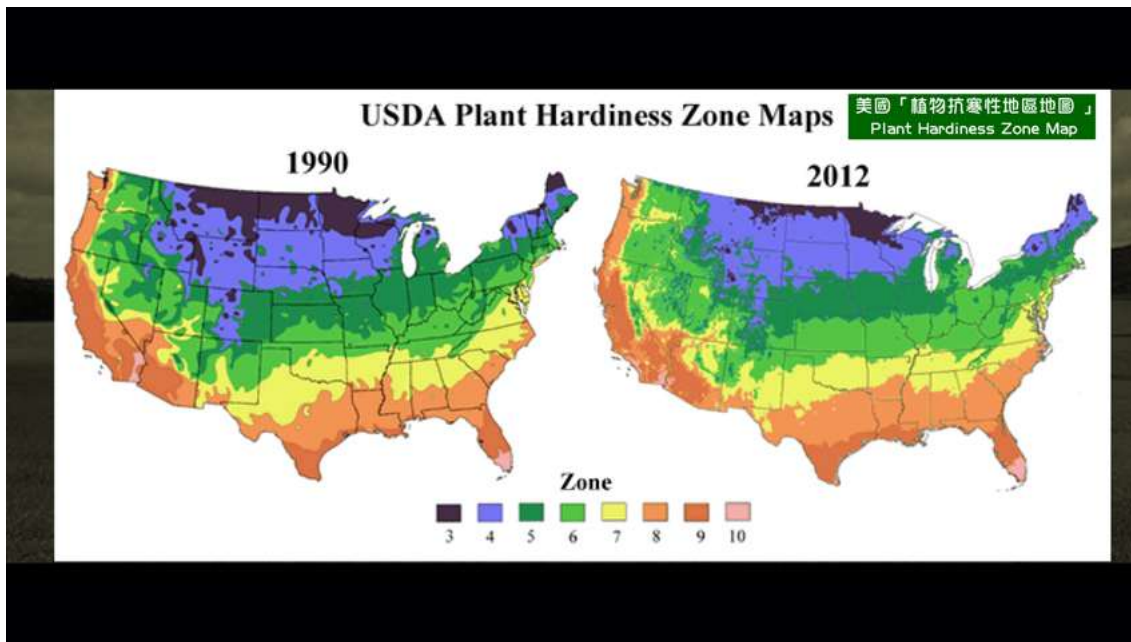 USDA Plant Hardiness Zone Maps
美國「植物抗寒性地區地圖」
Plant Hardiness Zone Map
1990
2012
Zone
3 4 5 6 7 8 9 10